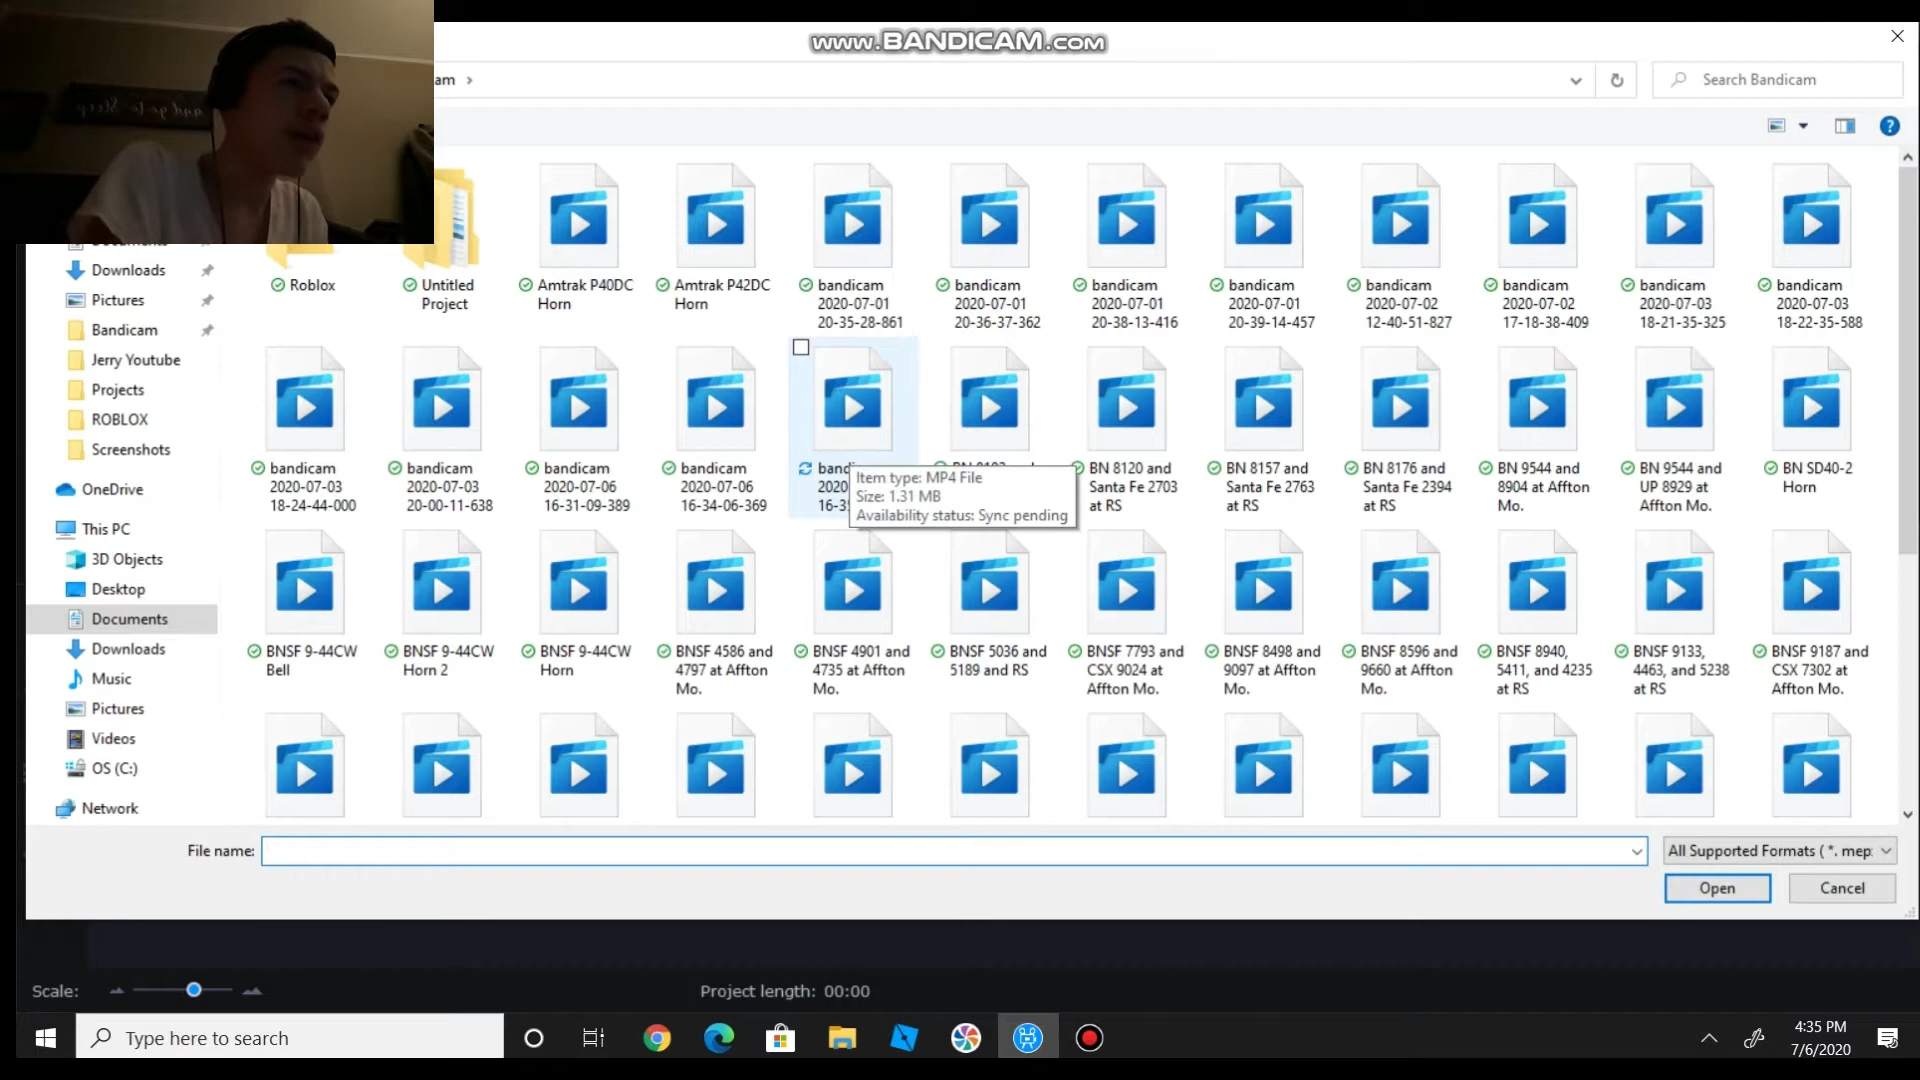 and go to Sleep
www.BANDICAM.com
am
Search Bandicam
Downloads
Pictures
Bandicam
Jerry Youtube
Projects
ROBLOX
Screenshots
OneDrive
This PC
3D Objects
Desktop
Documents
Downloads
Music
Pictures
Videos
OS (C:)
Network
Roblox
Untitled
Project
Amtrak P40DC
Horn
Amtrak P42DC
Horn
bandicam
2020-07-01
20-35-28-861
bandicam
2020-07-01
20-36-37-362
bandicam
2020-07-01
20-38-13-416
bandicam
2020-07-01
20-39-14-457
bandicam
2020-07-02
12-40-51-827
bandicam
2020-07-02
17-18-38-409
bandicam
2020-07-03
18-21-35-325
bandicam
2020-07-03
18-22-35-588
bandicam
2020-07-03
18-24-44-000
bandicam
2020-07-03
20-00-11-638
bandicam
2020-07-06
16-31-09-389
bandicam
2020-07-06
16-34-06-369
bandi
2020
16-3
Item type: MP4 File
Size: 1.31 MB
Availability status: Sync pending
BN 8120 and
Santa Fe 2703
at RS
BN 8157 and
Santa Fe 2763
at RS
BN 8176 and
Santa Fe 2394
at RS
BN 9544 and
8904 at Affton
Mo.
BN 9544 and
UP 8929 at
Affton Mo.
BN SD40-2
Horn
BNSF 9-44CW
Bell
BNSF 9-44CW
Horn 2
BNSF 9-44CW
Horn
BNSF 4586 and
4797 at Affton
Mo.
BNSF 4901 and
4735 at Affton
Mo.
BNSF 5036 and
5189 and RS
BNSF 7793 and
CSX 9024 at
Affton Mo.
BNSF 8498 and
9097 at Affton
Mo.
BNSF 8596 and
9660 at Affton
Mo.
BNSF 8940,
5411, and 4235
at RS
BNSF 9133,
4463, and 5238
at RS
BNSF 9187 and
CSX 7302 at
Affton Mo.
File name:
All Supported Formats ( *. mep
Open
Cancel
Scale:
Project length: 00:00
Type here to search
4:35 PM
7/6/2020